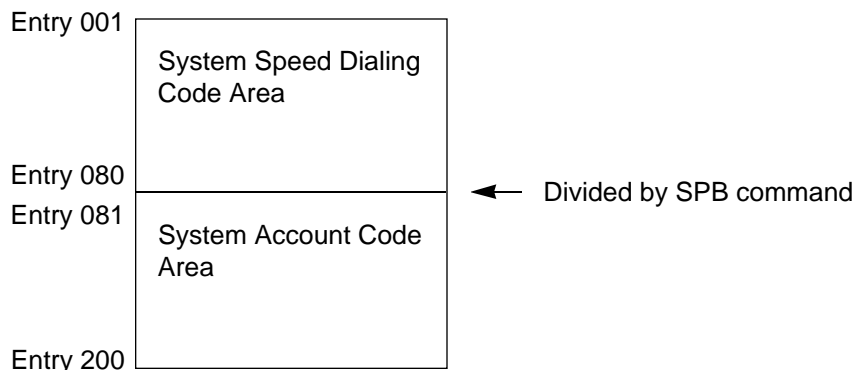 Entry 001
System Speed Dialing
Code Area
Entry 080
Divided by SPB command
Entry 081
System Account Code
Area
Entry 200